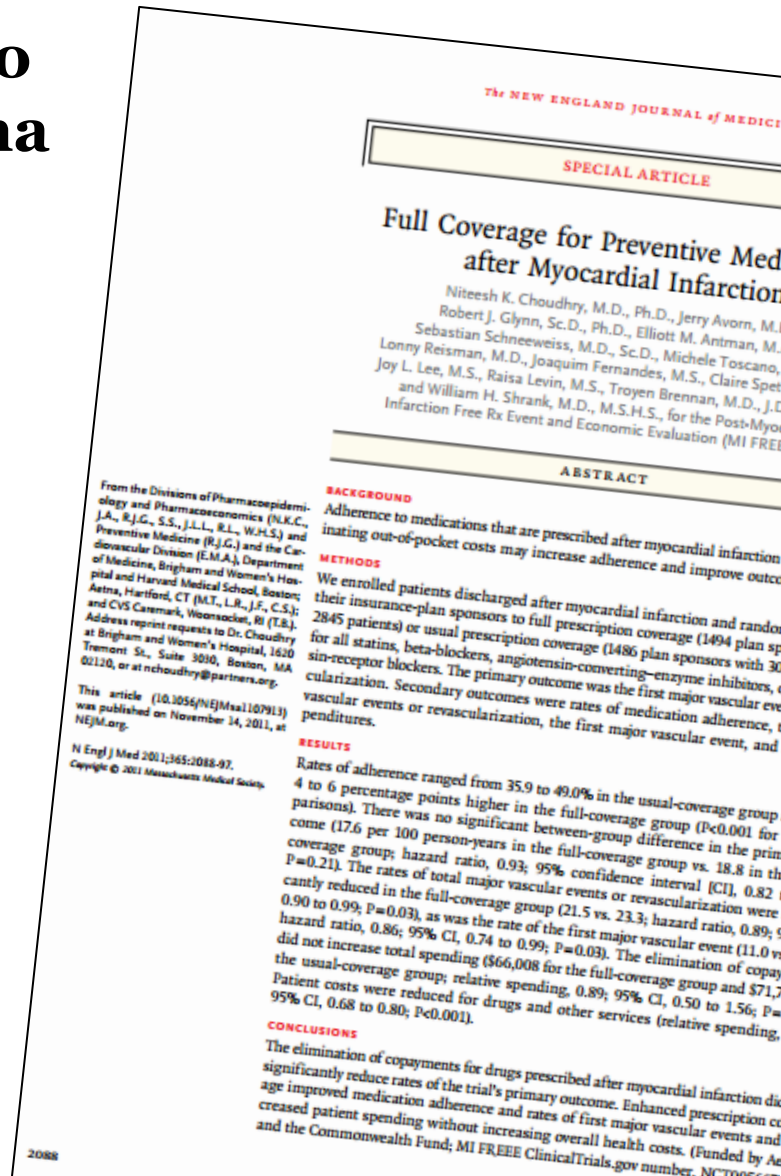 o
na
The NEW ENGLAND JOURNAL of MEDICI
SPECIAL ARTICLE
Full Coverage for Preventive Med
after Myocardial Infarction
Niteesh K. Choudhry, M.D., Ph.D., Jerry Avorn, M.
Robert J. Glynn, Sc.D., Ph.D., Elliott M. Antman, M.
Sebastian Schneeweiss, M.D., Sc.D., Michele Toscano,
Lonny Reisman, M.D., Joaquim Fernandes, M.S., Claire Spet
Joy L. Lee, M.S., Raisa Levin, M.S., Troyen Brennan, M.D., J.D
and William H. Shrank, M.D., M.S.H.S., for the Post-Myo
Infarction Free Rx Event and Economic Evaluation (MI FREE
ABSTRACT
From the Divisions of Pharmacoepidemi-
ology and Pharmacoeconomics (N.K.C.,
J.A., R.J.G., S.S., J.L.L., R.L., W.H.S.) and
Preventive Medicine (R.J.G.) and the Car-
diovascular Division (E.M.A.), Department
of Medicine, Brigham and Women's Hos-
pital and Harvard Medical School, Boston;
Aetna, Hartford, CT (M.T., L.R., J.F., C.S.);
and CVS Caremark, Woonsocket, RI (T.B.).
Address reprint requests to Dr. Choudhry
at Brigham and Women's Hospital, 1620
Tremont St., Suite 3030, Boston, MA
02120, or at nchoudhry@partners.org.
This article (10.1056/NEJMsa1107913)
was published on November 14, 2011, at
NEJM.org.
N Engl J Med 2011;365:2088-97.
Copyright © 2011 Massachusetts Medical Society.
BACKGROUND
Adherence to medications that are prescribed after myocardial infarction
inating out-of-pocket costs may increase adherence and improve outco
METHODS
We enrolled patients discharged after myocardial infarction and rando
their insurance-plan sponsors to full prescription coverage (1494 plan sp
2845 patients) or usual prescription coverage (1486 plan sponsors with 30
for all statins, beta-blockers, angiotensin-converting–enzyme inhibitors,
sin-receptor blockers. The primary outcome was the first major vascular eve
cularization. Secondary outcomes were rates of medication adherence, t
vascular events or revascularization, the first major vascular event, and
penditures.
RESULTS
Rates of adherence ranged from 35.9 to 49.0% in the usual-coverage group
4 to 6 percentage points higher in the full-coverage group (P<0.001 for
parisons). There was no significant between-group difference in the prim
come (17.6 per 100 person-years in the full-coverage group vs. 18.8 in th
coverage group; hazard ratio, 0.93; 95% confidence interval [CI], 0.82
P=0.21). The rates of total major vascular events or revascularization were
cantly reduced in the full-coverage group (21.5 vs. 23.3; hazard ratio, 0.89; 9
0.90 to 0.99; P=0.03), as was the rate of the first major vascular event (11.0 v
hazard ratio, 0.86; 95% CI, 0.74 to 0.99; P=0.03). The elimination of copay
did not increase total spending ($66,008 for the full-coverage group and $71,7
the usual-coverage group; relative spending, 0.89; 95% CI, 0.50 to 1.56; P=
Patient costs were reduced for drugs and other services (relative spending,
95% CI, 0.68 to 0.80; P<0.001).
CONCLUSIONS
The elimination of copayments for drugs prescribed after myocardial infarction did
significantly reduce rates of the trial's primary outcome. Enhanced prescription co
age improved medication adherence and rates of first major vascular events and
creased patient spending without increasing overall health costs. (Funded by Ae
and the Commonwealth Fund; MI FREEE ClinicalTrials.gov number,
2088